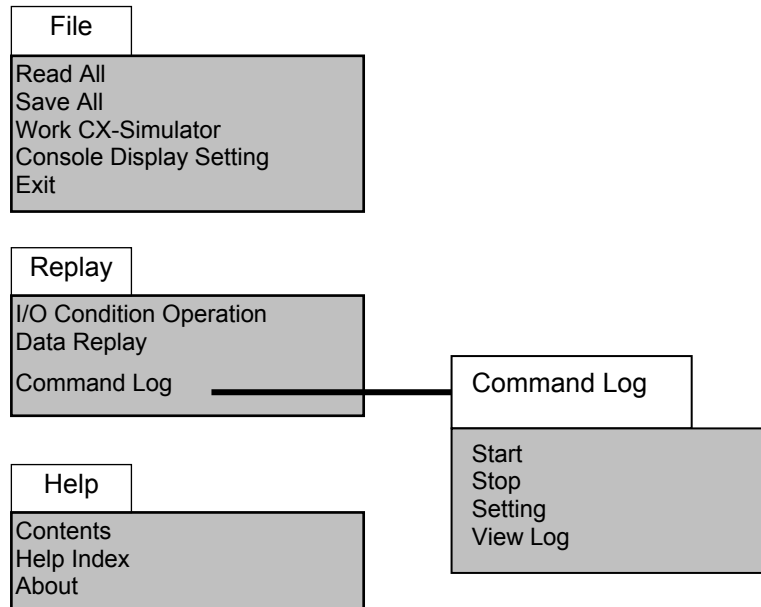 File
Read All
Save All
Work CX-Simulator
Console Display Setting
Exit
Replay
I/O Condition Operation
Data Replay
Command Log
Command Log
Start
Stop
Setting
View Log
Help
Contents
Help Index
About